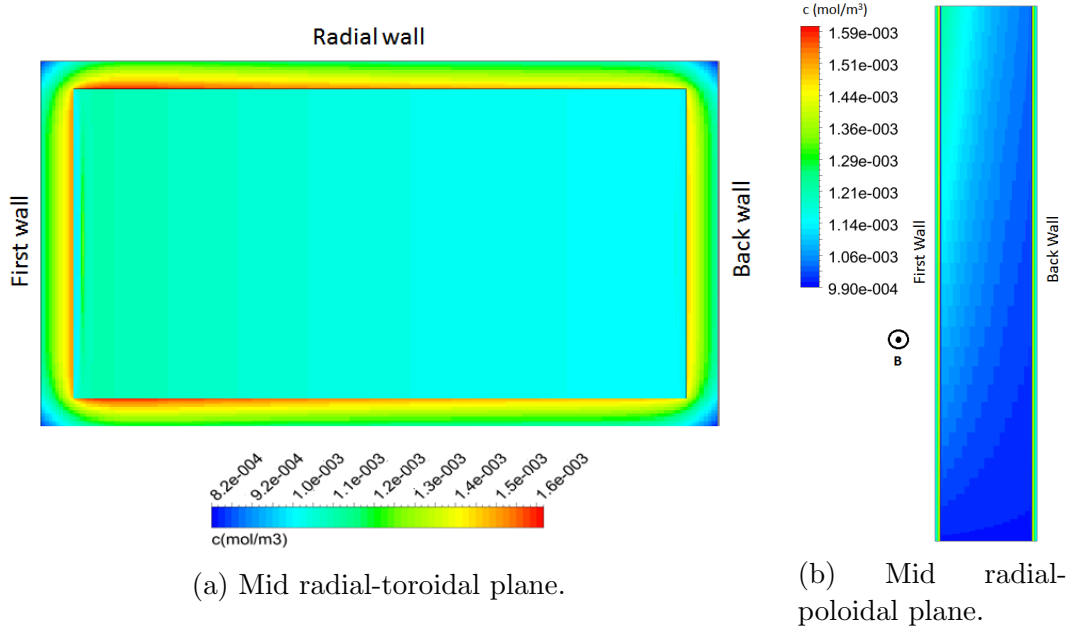 Radial wall
First wall
Back wall
8.2e-004
9.2e-004
1.0e-003
1.1e-003
1.2e-003
1.3e-003
1.4e-003
1.5e-003
1.6e-003
c(mol/m3)
(a) Mid radial-toroidal plane.
c (mol/m³)
1.59e-003
1.51e-003
1.44e-003
1.36e-003
1.29e-003
1.21e-003
1.14e-003
1.06e-003
9.90e-004
First Wall
Back Wall
B
(b) Mid radial-
poloidal plane.